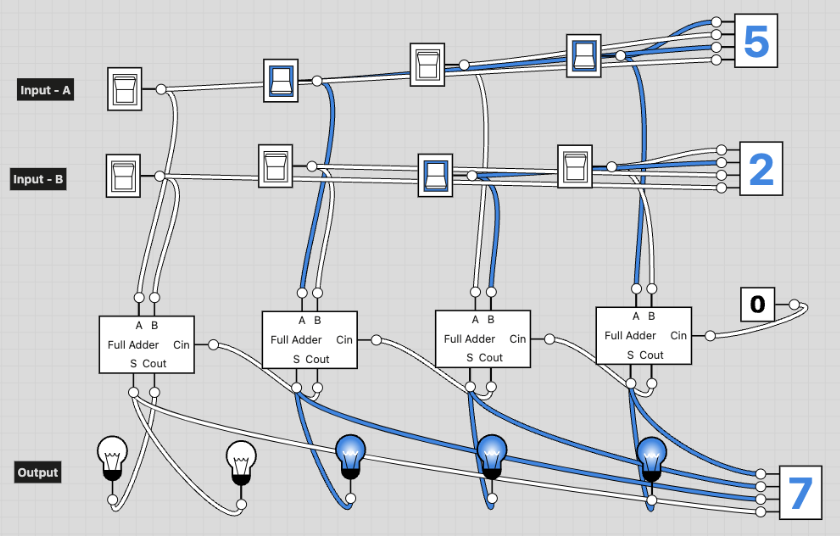 5
Input - A
2
Input - B
0
A B
Full Adder Cin
S Cout
A B
Full Adder Cin
S Cout
A B
Full Adder Cin
S Cout
A B
Full Adder Cin
S Cout
Output
7